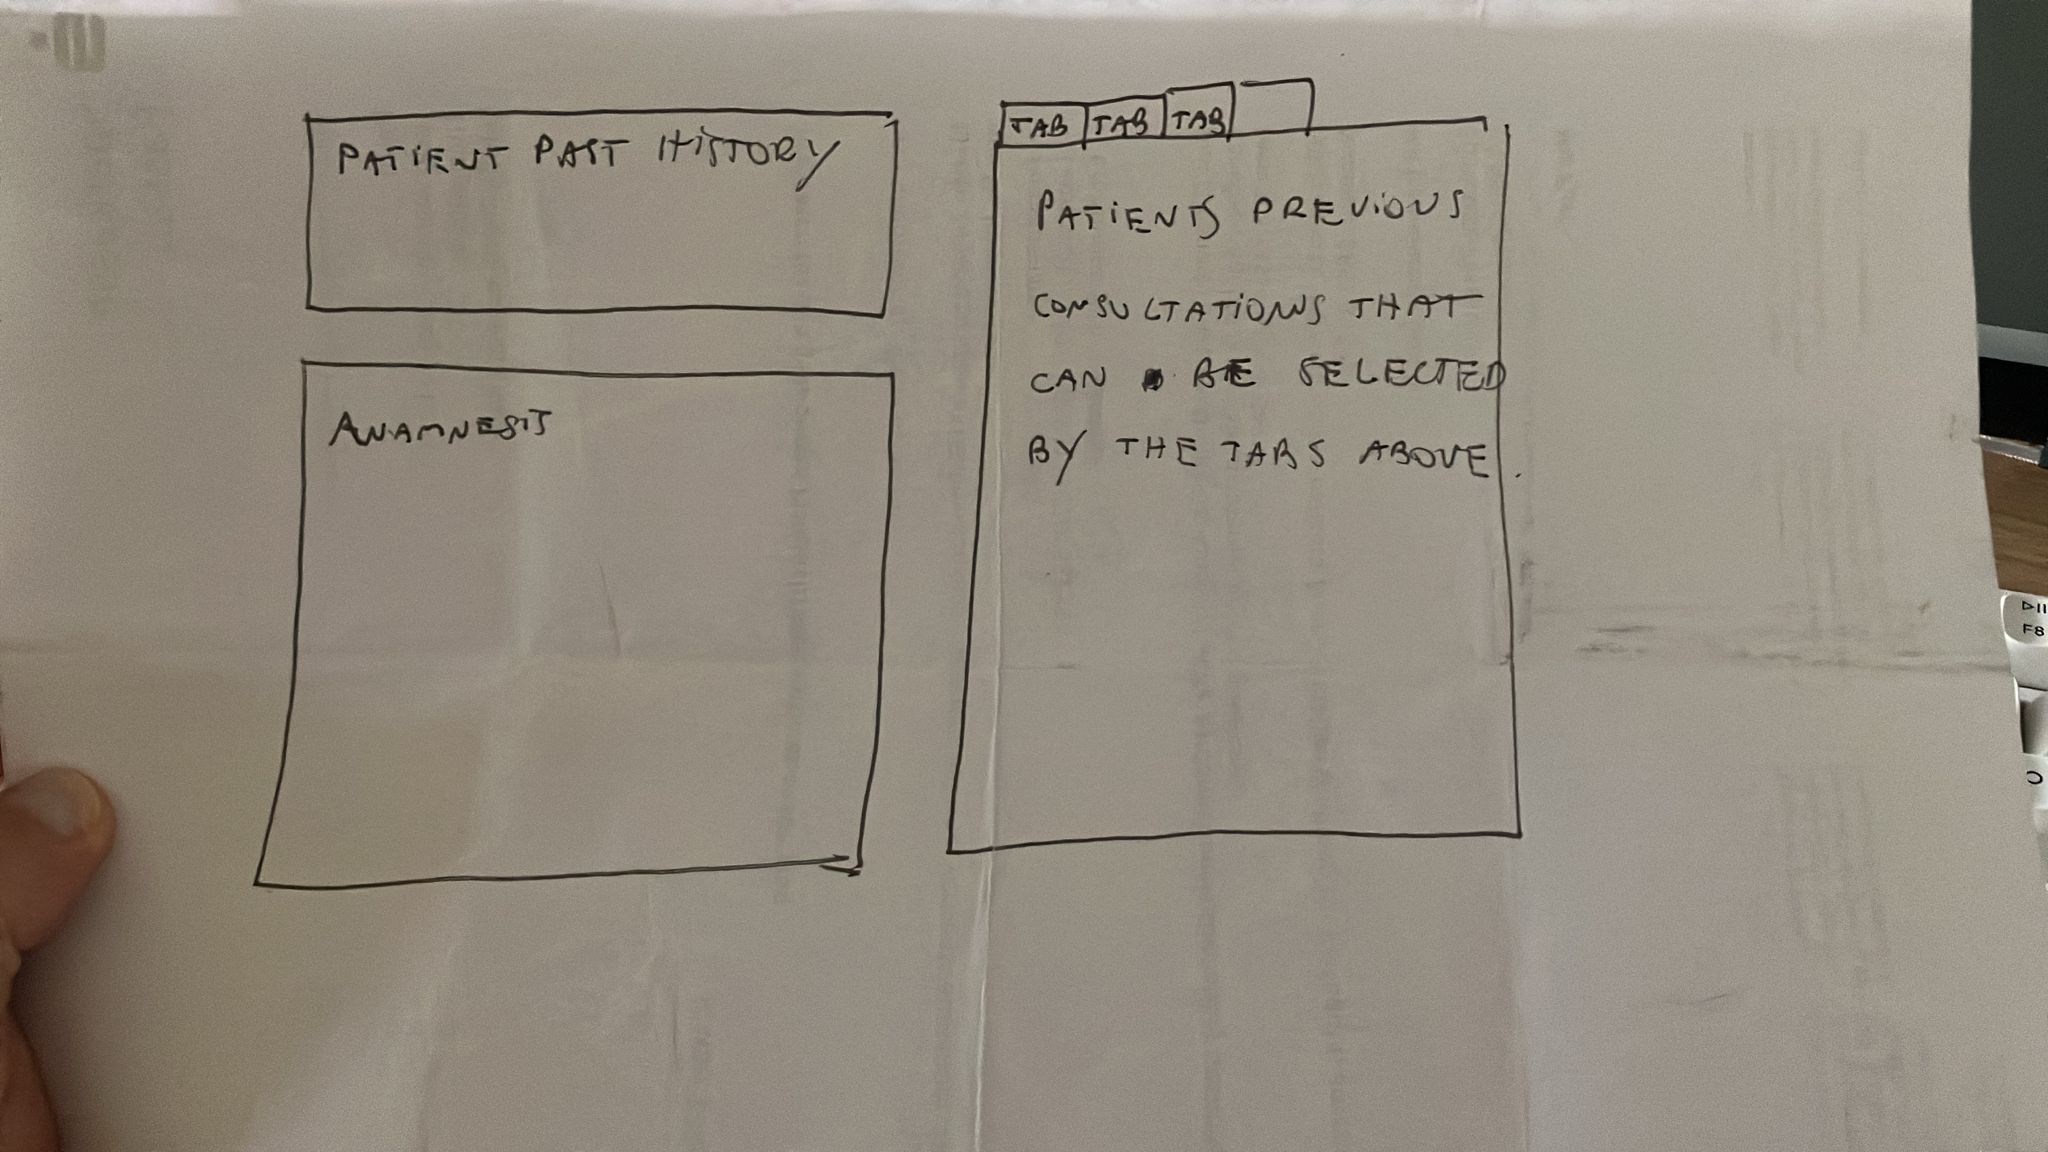 PATIENT PAST HISTORY
ANAMNESIS
TAB TAB TAB
PATIENTS PREVIOUS
CONSULTATIONS THAT
CAN BE SELECTED
BY THE TABS ABOVE.
F8